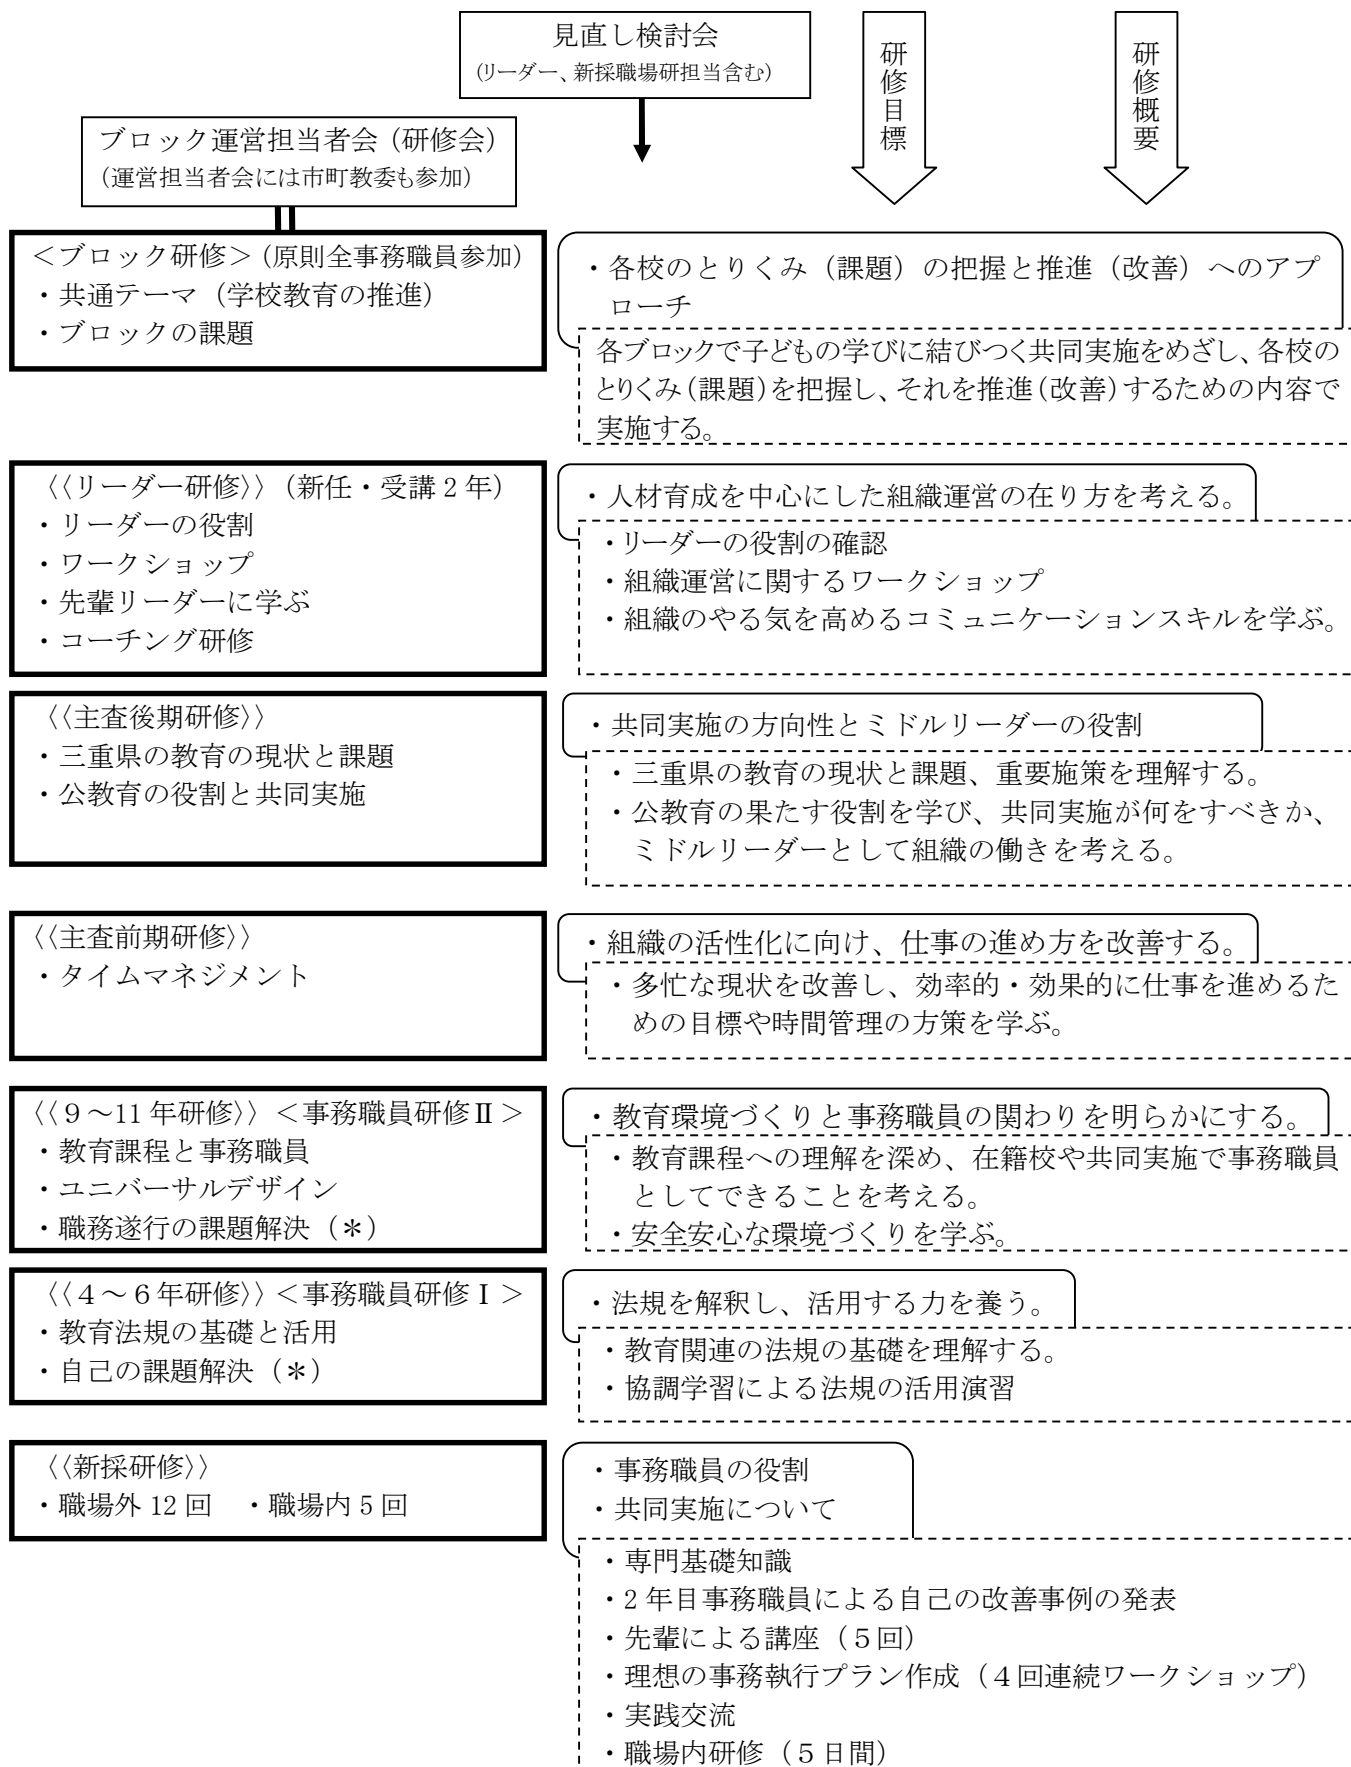 見直し検討会
(リーダー、新採職場研担当含む)
研修目標
研修概要
ブロック運営担当者会(研修会)
(運営担当者会には市町教委も参加)
<ブロック研修>(原則全事務職員参加)
・共通テーマ(学校教育の推進)
・ブロックの課題
・各校のとりくみ(課題)の把握と推進(改善)へのアプ
ローチ
各ブロックで子どもの学びに結びつく共同実施をめざし、各校の
とりくみ(課題)を把握し、それを推進(改善)するための内容で
実施する。
〈〈リーダー研修〉〉(新任・受講2年)
・リーダーの役割
・ワークショップ
・先輩リーダーに学ぶ
・コーチング研修
・人材育成を中心にした組織運営の在り方を考える。
・リーダーの役割の確認
・組織運営に関するワークショップ
・組織のやる気を高めるコミュニケーションスキルを学ぶ。
〈〈主査後期研修〉〉
・三重県の教育の現状と課題
・公教育の役割と共同実施
・共同実施の方向性とミドルリーダーの役割
・三重県の教育の現状と課題、重要施策を理解する。
・公教育の果たす役割を学び、共同実施が何をすべきか、
ミドルリーダーとして組織の働きを考える。
〈〈主査前期研修〉〉
・タイムマネジメント
・組織の活性化に向け、仕事の進め方を改善する。
・多忙な現状を改善し、効率的・効果的に仕事を進めるた
めの目標や時間管理の方策を学ぶ。
〈〈9~11年研修〉〉<事務職員研修Ⅱ>
・教育課程と事務職員
・ユニバーサルデザイン
・職務遂行の課題解決(*)
・教育環境づくりと事務職員の関わりを明らかにする。
・教育課程への理解を深め、在籍校や共同実施で事務職員
としてできることを考える。
・安全安心な環境づくりを学ぶ。
〈〈4~6年研修〉〉<事務職員研修Ⅰ>
・教育法規の基礎と活用
・自己の課題解決(*)
・法規を解釈し、活用する力を養う。
・教育関連の法規の基礎を理解する。
・協調学習による法規の活用演習
〈〈新採研修〉〉
・職場外12回 ・職場内5回
・事務職員の役割
・共同実施について
・専門基礎知識
・2年目事務職員による自己の改善事例の発表
・先輩による講座(5回)
・理想の事務執行プラン作成(4回連続ワークショップ)
・実践交流
・職場内研修(5日間)